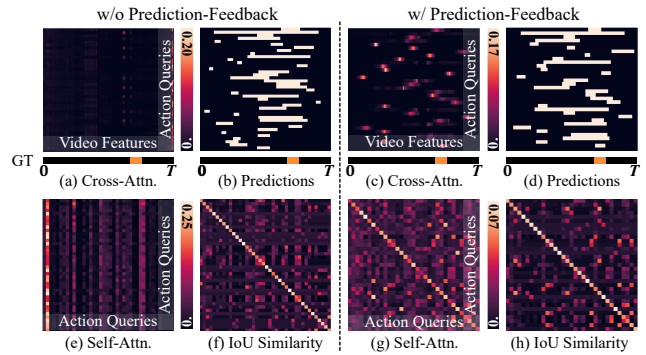 w/o Prediction-Feedback
w/ Prediction-Feedback
Video Features
Action Queries
0.20
0.
Video Features
Action Queries
0.17
0.
GT
0
T
0
T
0
T
0
T
(a) Cross-Attn.
(b) Predictions
(c) Cross-Attn.
(d) Predictions
Action Queries
Action Queries
0.25
0.
Action Queries
Action Queries
0.07
0.
(e) Self-Attn.
(f) IoU Similarity
(g) Self-Attn.
(h) IoU Similarity